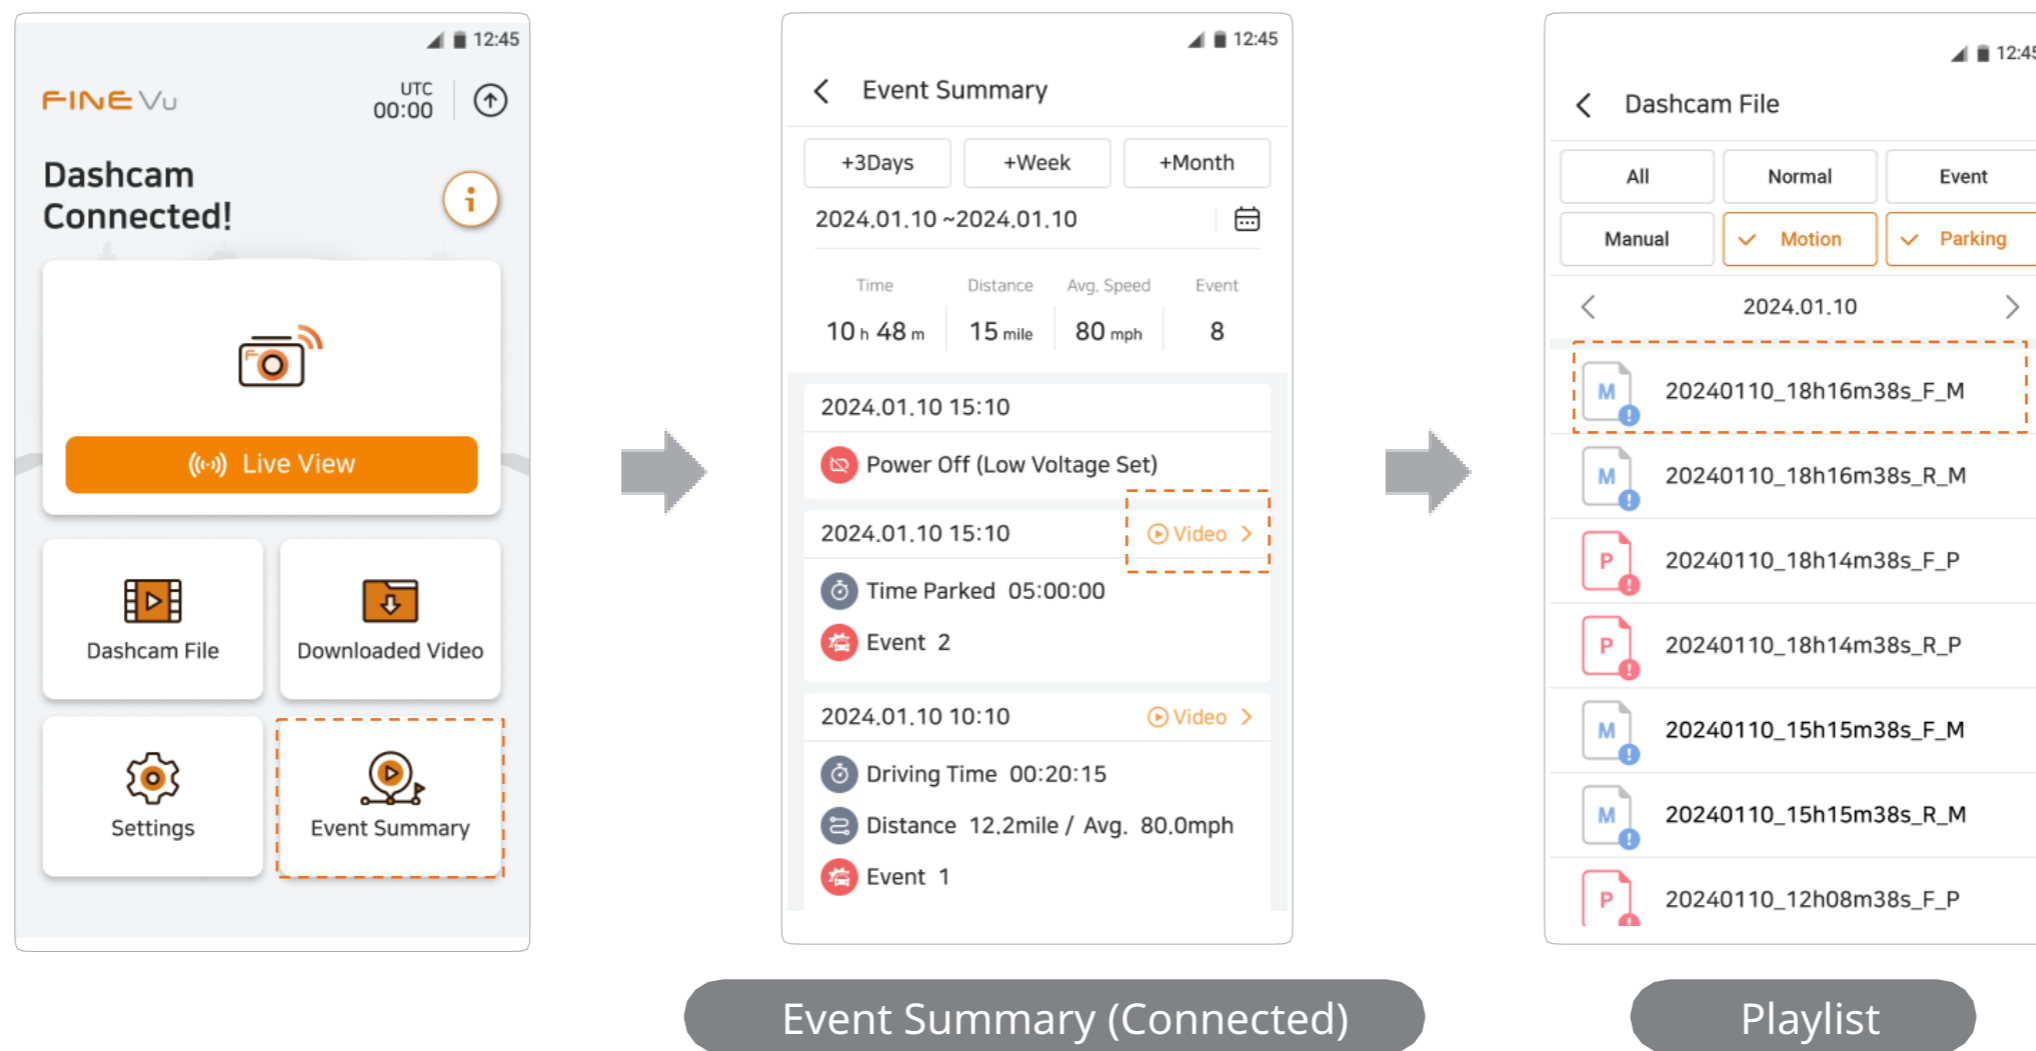 12:45
FINEVu
UTC
00:00
Dashcam
Connected!
Live View
Dashcam File
Downloaded Video
Settings
Event Summary
12:45
Event Summary
+3Days
+Week
+Month
2024.01.10 ~2024.01.10
Time Distance Avg. Speed Event
10 h 48 m 15 mile 80 mph 8
2024.01.10 15:10
Power Off (Low Voltage Set)
2024.01.10 15:10 Video
Time Parked 05:00:00
Event 2
2024.01.10 10:10 Video
Driving Time 00:20:15
Distance 12.2mile / Avg. 80.0mph
Event 1
Event Summary (Connected)
12:45
Dashcam File
All Normal Event
Manual Motion Parking
2024.01.10
M 20240110_18h16m38s_F_M
M 20240110_18h16m38s_R_M
P 20240110_18h14m38s_F_P
P 20240110_18h14m38s_R_P
M 20240110_15h15m38s_F_M
M 20240110_15h15m38s_R_M
P 20240110_12h08m38s_F_P
Playlist